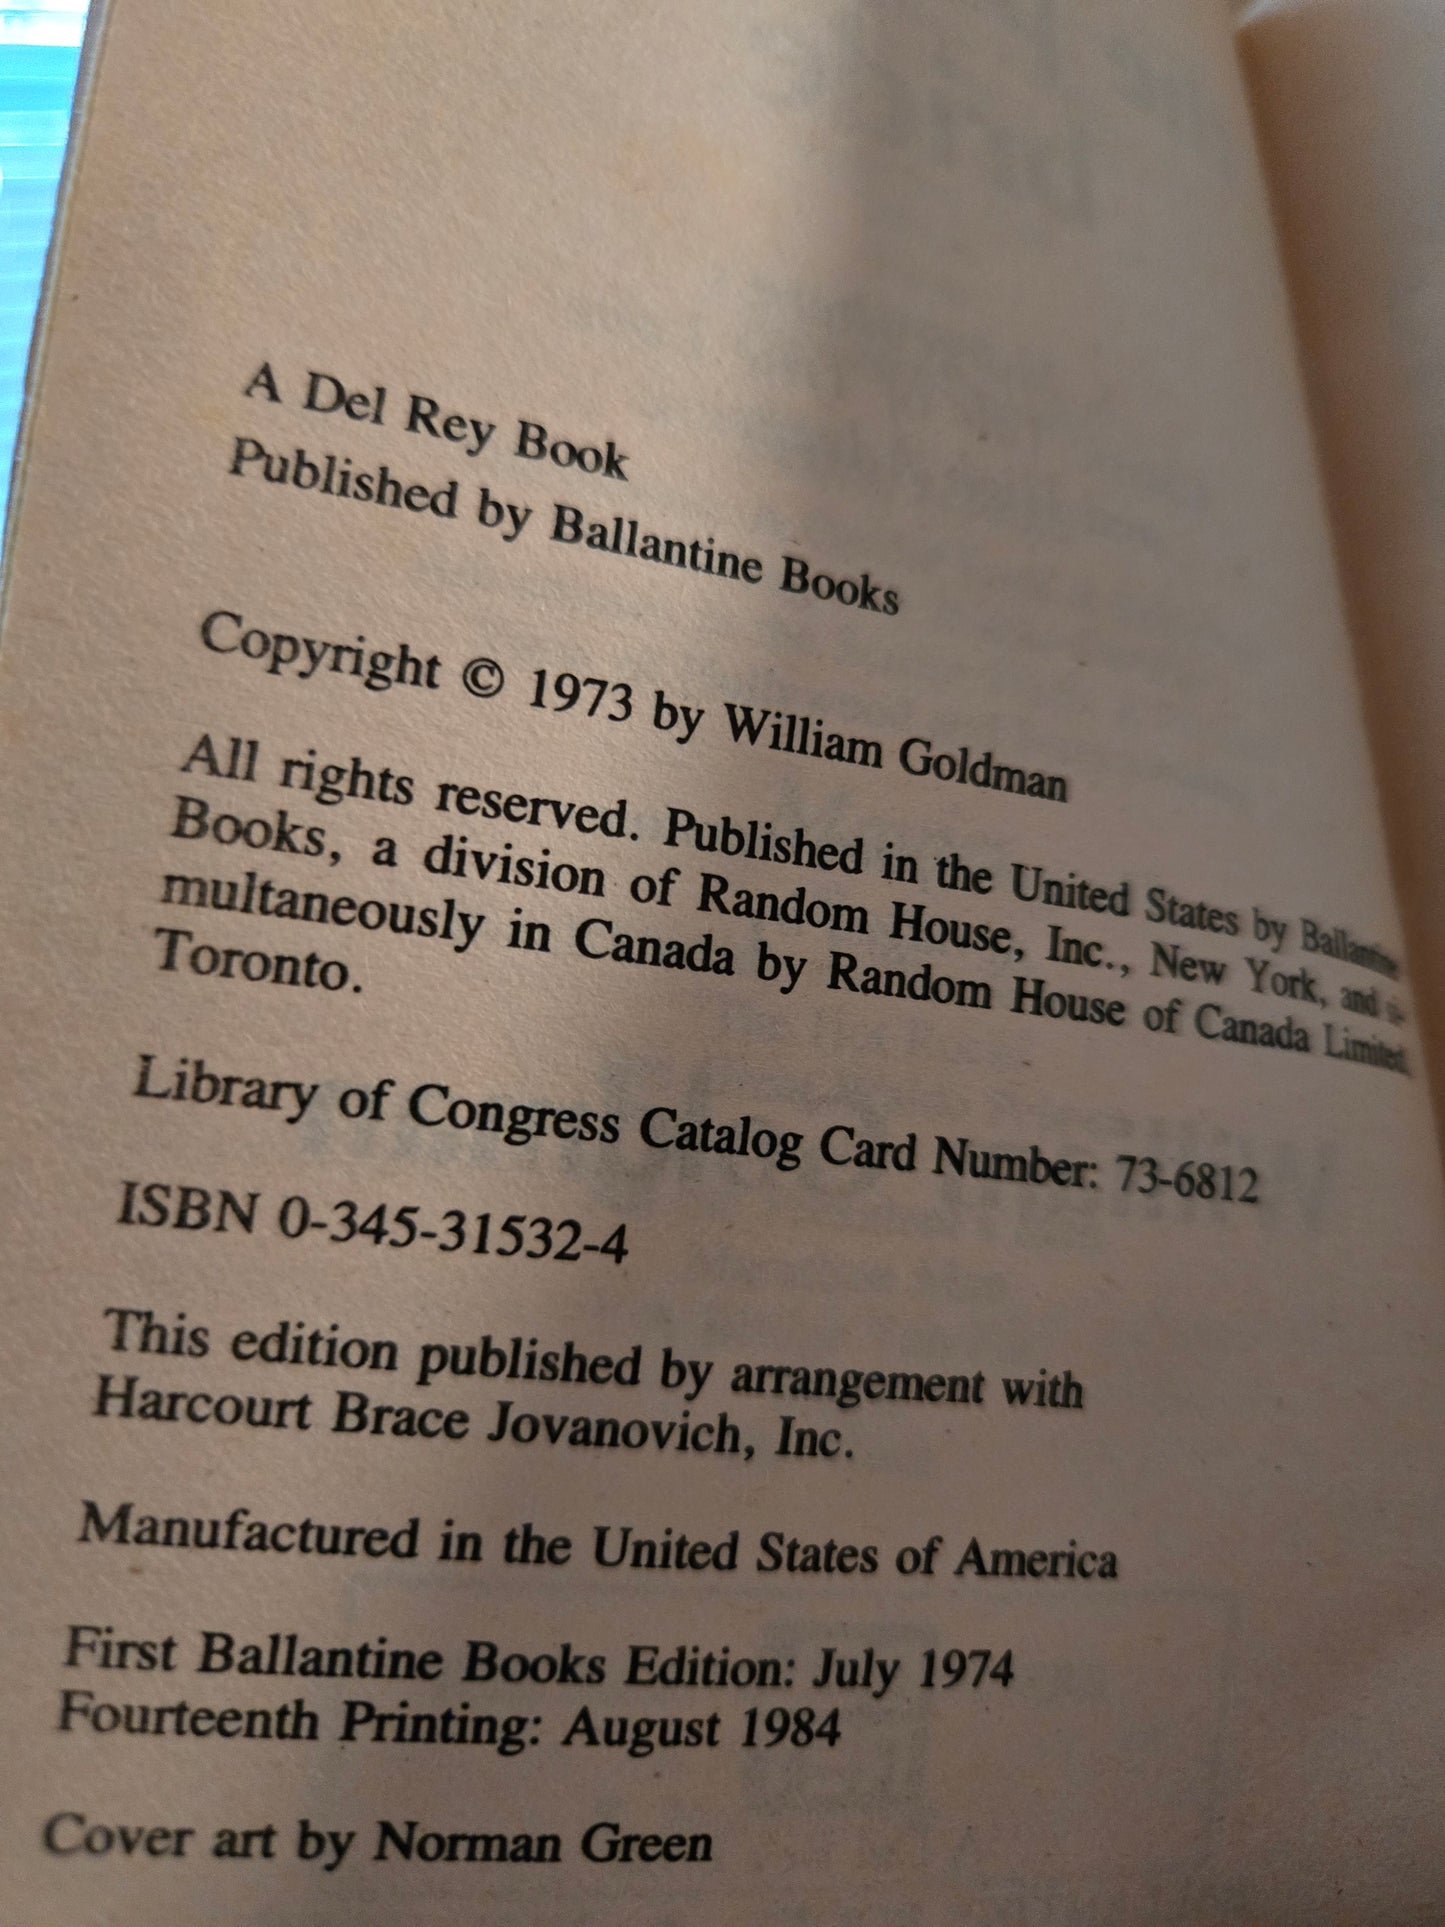 A Del Rey Book
Published by Ballantine Books
Copyright © 1973 by William Goldman
All rights reserved. Published in the United States by Ballantine
Books, a division of Random House, Inc., New York, and si-
multaneously in Canada by Random House of Canada Limited,
Toronto.
Library of Congress Catalog Card Number: 73-6812
ISBN 0-345-31532-4
This edition published by arrangement with
Harcourt Brace Jovanovich, Inc.
Manufactured in the United States of America
First Ballantine Books Edition: July 1974
Fourteenth Printing: August 1984
Cover art by Norman Green